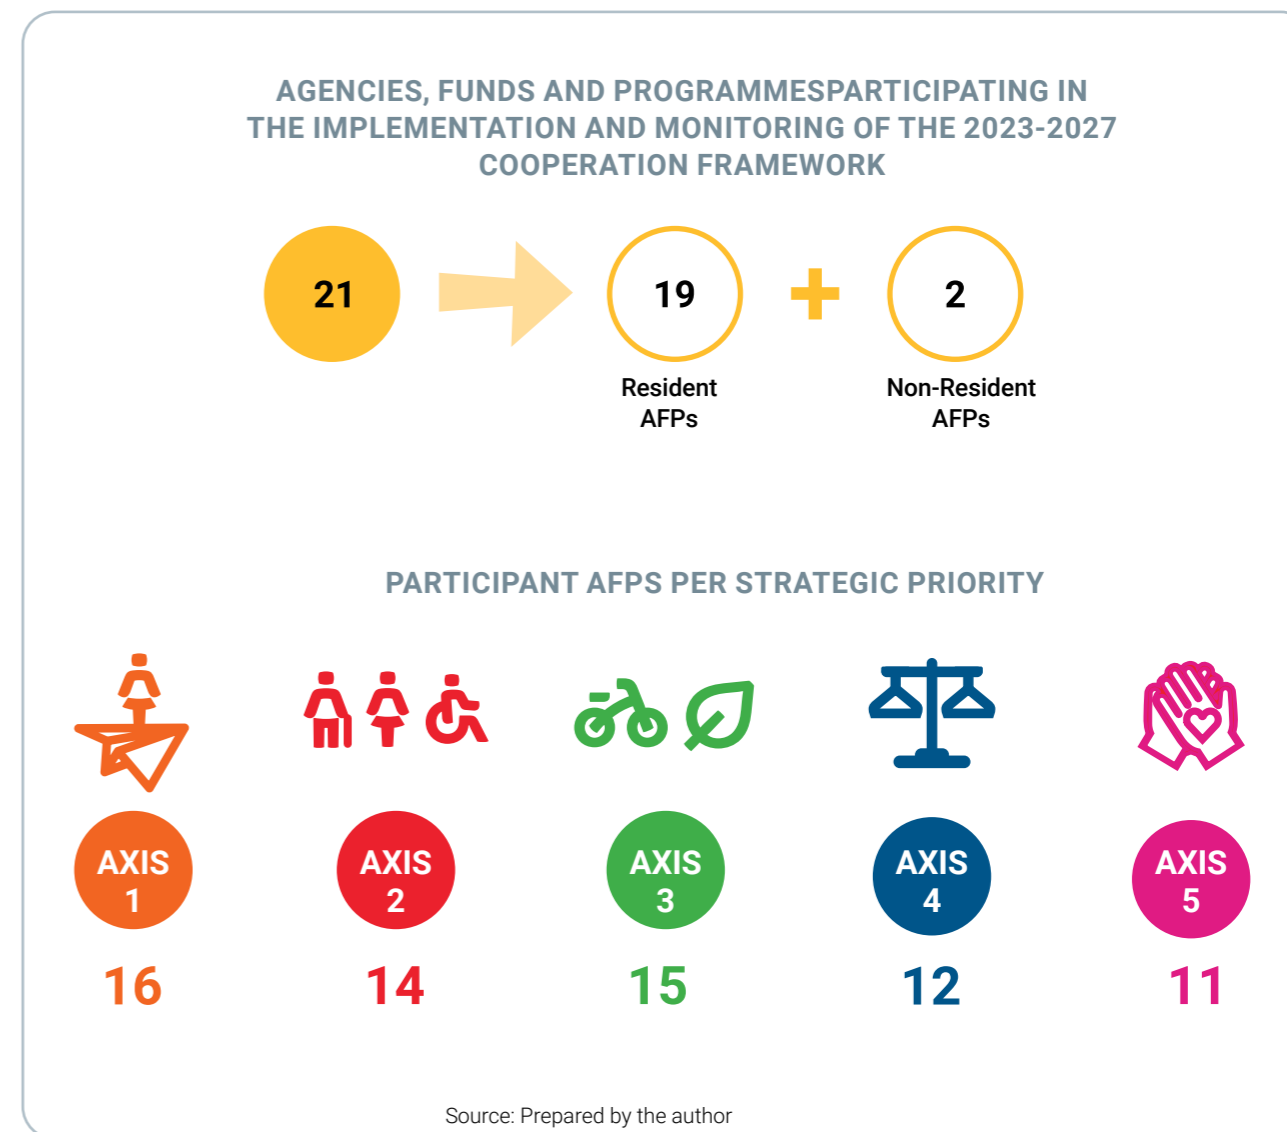 AGENCIES, FUNDS AND PROGRAMMESPARTICIPATING IN
THE IMPLEMENTATION AND MONITORING OF THE 2023-2027
COOPERATION FRAMEWORK
21
19
+
2
Resident
AFPs
Non-Resident
AFPs
PARTICIPANT AFPS PER STRATEGIC PRIORITY
AXIS
1
AXIS
2
AXIS
3
AXIS
4
AXIS
5
16
14
15
12
11
Source: Prepared by the author